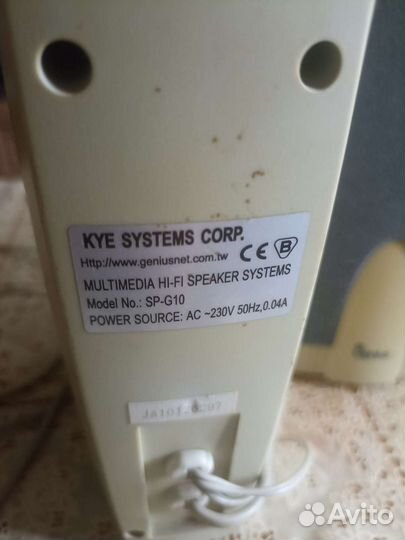 KYE SYSTEMS CORP.
Http://www.geniusnet.com.tw
CE B
MULTIMEDIA HI-FI SPEAKER SYSTEMS
Model No.: SP-G10
POWER SOURCE: AC ~230V 50Hz,0.04A
Avito